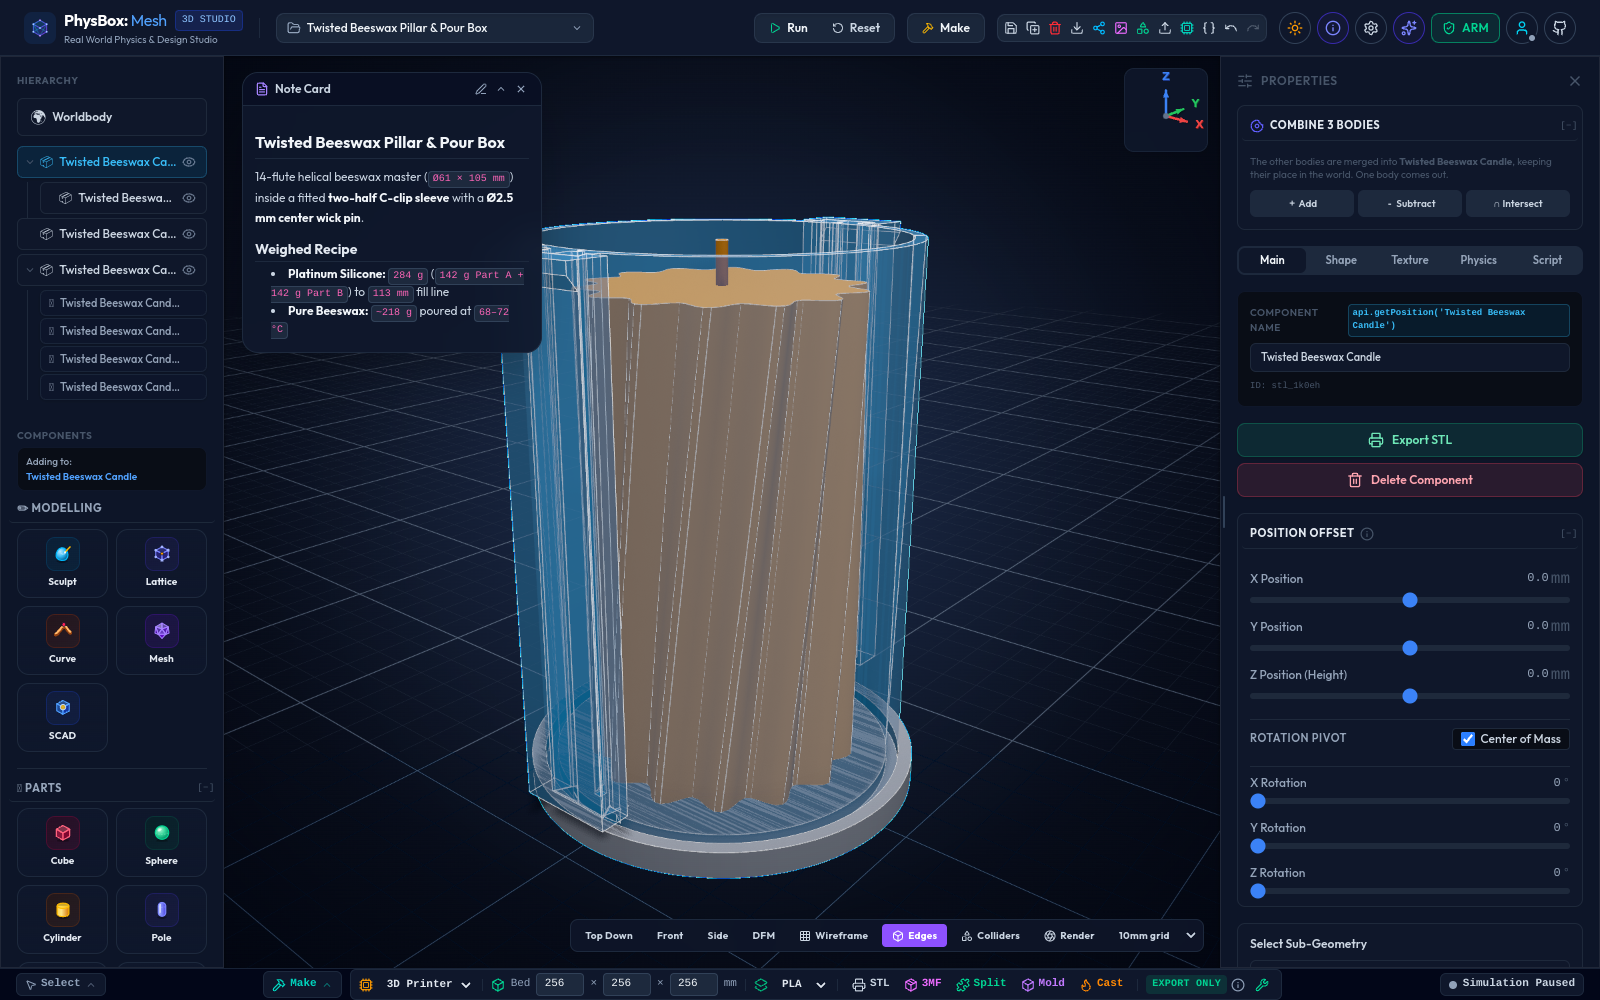 PhysBox: Mesh 3D STUDIO
Real World Physics & Design Studio
Twisted Beeswax Pillar & Pour Box
Run Reset Make ARM
HIERARCHY
Worldbody
Twisted Beeswax Ca...
Twisted Beeswa...
Twisted Beeswax Ca...
Twisted Beeswax Ca...
Twisted Beeswax Cand...
Twisted Beeswax Cand...
Twisted Beeswax Cand...
Twisted Beeswax Cand...
COMPONENTS
Adding to:
Twisted Beeswax Candle
MODELLING
Sculpt Lattice
Curve Mesh
SCAD
PARTS [-]
Cube Sphere
Cylinder Pole
Note Card
Twisted Beeswax Pillar & Pour Box
14-flute helical beeswax master (Ø61 × 105 mm)
inside a fitted two-half C-clip sleeve with a Ø2.5
mm center wick pin.
Weighed Recipe
• Platinum Silicone: 284 g (142 g Part A +
142 g Part B) to 113 mm fill line
• Pure Beeswax: ~218 g poured at 68–72
°C
Z
Y
X
Top Down Front Side DFM Wireframe Edges Colliders Render 10mm grid
PROPERTIES
COMBINE 3 BODIES [-]
The other bodies are merged into Twisted Beeswax Candle, keeping
their place in the world. One body comes out.
+ Add - Subtract ∩ Intersect
Main Shape Texture Physics Script
COMPONENT
NAME
api.getPosition('Twisted Beeswax
Candle')
Twisted Beeswax Candle
ID: stl_1k0eh
Export STL
Delete Component
POSITION OFFSET [-]
X Position 0.0 mm
Y Position 0.0 mm
Z Position (Height) 0.0 mm
ROTATION PIVOT Center of Mass
X Rotation 0 °
Y Rotation 0 °
Z Rotation 0 °
Select Sub-Geometry
Select Make 3D Printer Bed 256 × 256 × 256 mm PLA STL 3MF Split Mold Cast EXPORT ONLY Simulation Paused